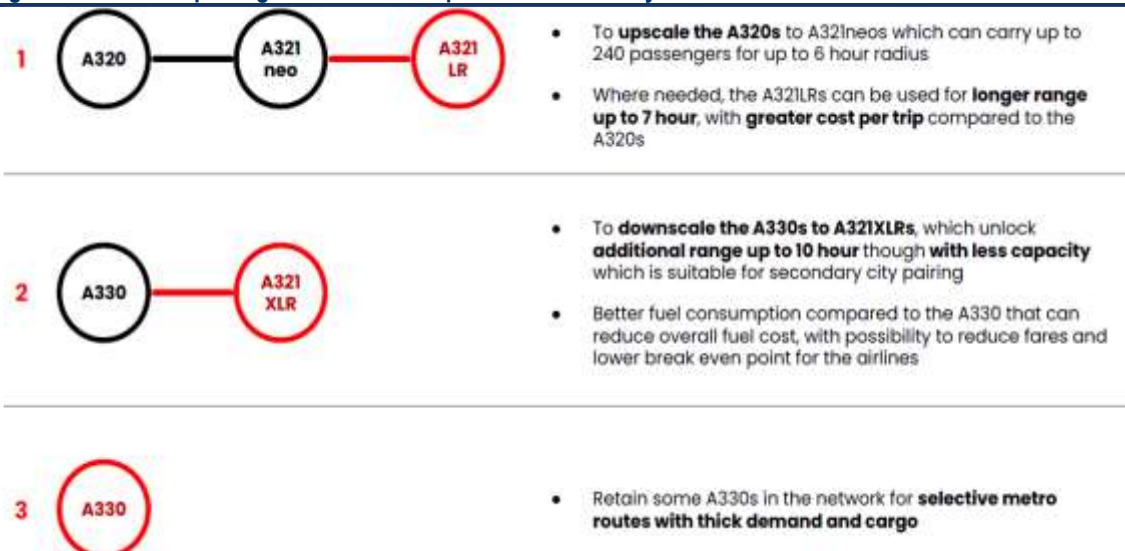 1
A320
A321
neo
A321
LR
● To upscale the A320s to A321neos which can carry up to
240 passengers for up to 6 hour radius
● Where needed, the A321LRs can be used for longer range
up to 7 hour, with greater cost per trip compared to the
A320s
2
A330
A321
XLR
● To downscale the A330s to A321XLRs, which unlock
additional range up to 10 hour though with less capacity
which is suitable for secondary city pairing
● Better fuel consumption compared to the A330 that can
reduce overall fuel cost, with possibility to reduce fares and
lower break even point for the airlines
3
A330
● Retain some A330s in the network for selective metro
routes with thick demand and cargo